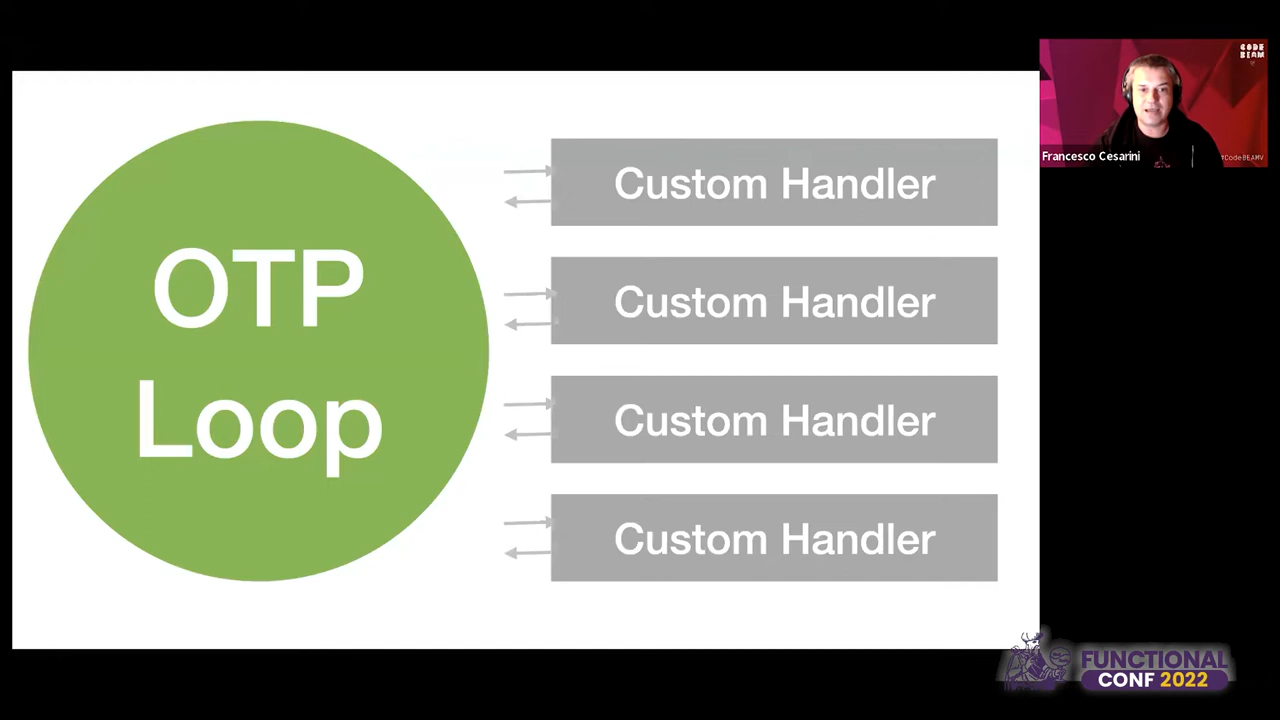 OTP
Loop
Custom Handler
Custom Handler
Custom Handler
Custom Handler
CODE
BEAM
Francesco Cesarini
#CodeBEAMV
FUNCTIONAL
CONF 2022